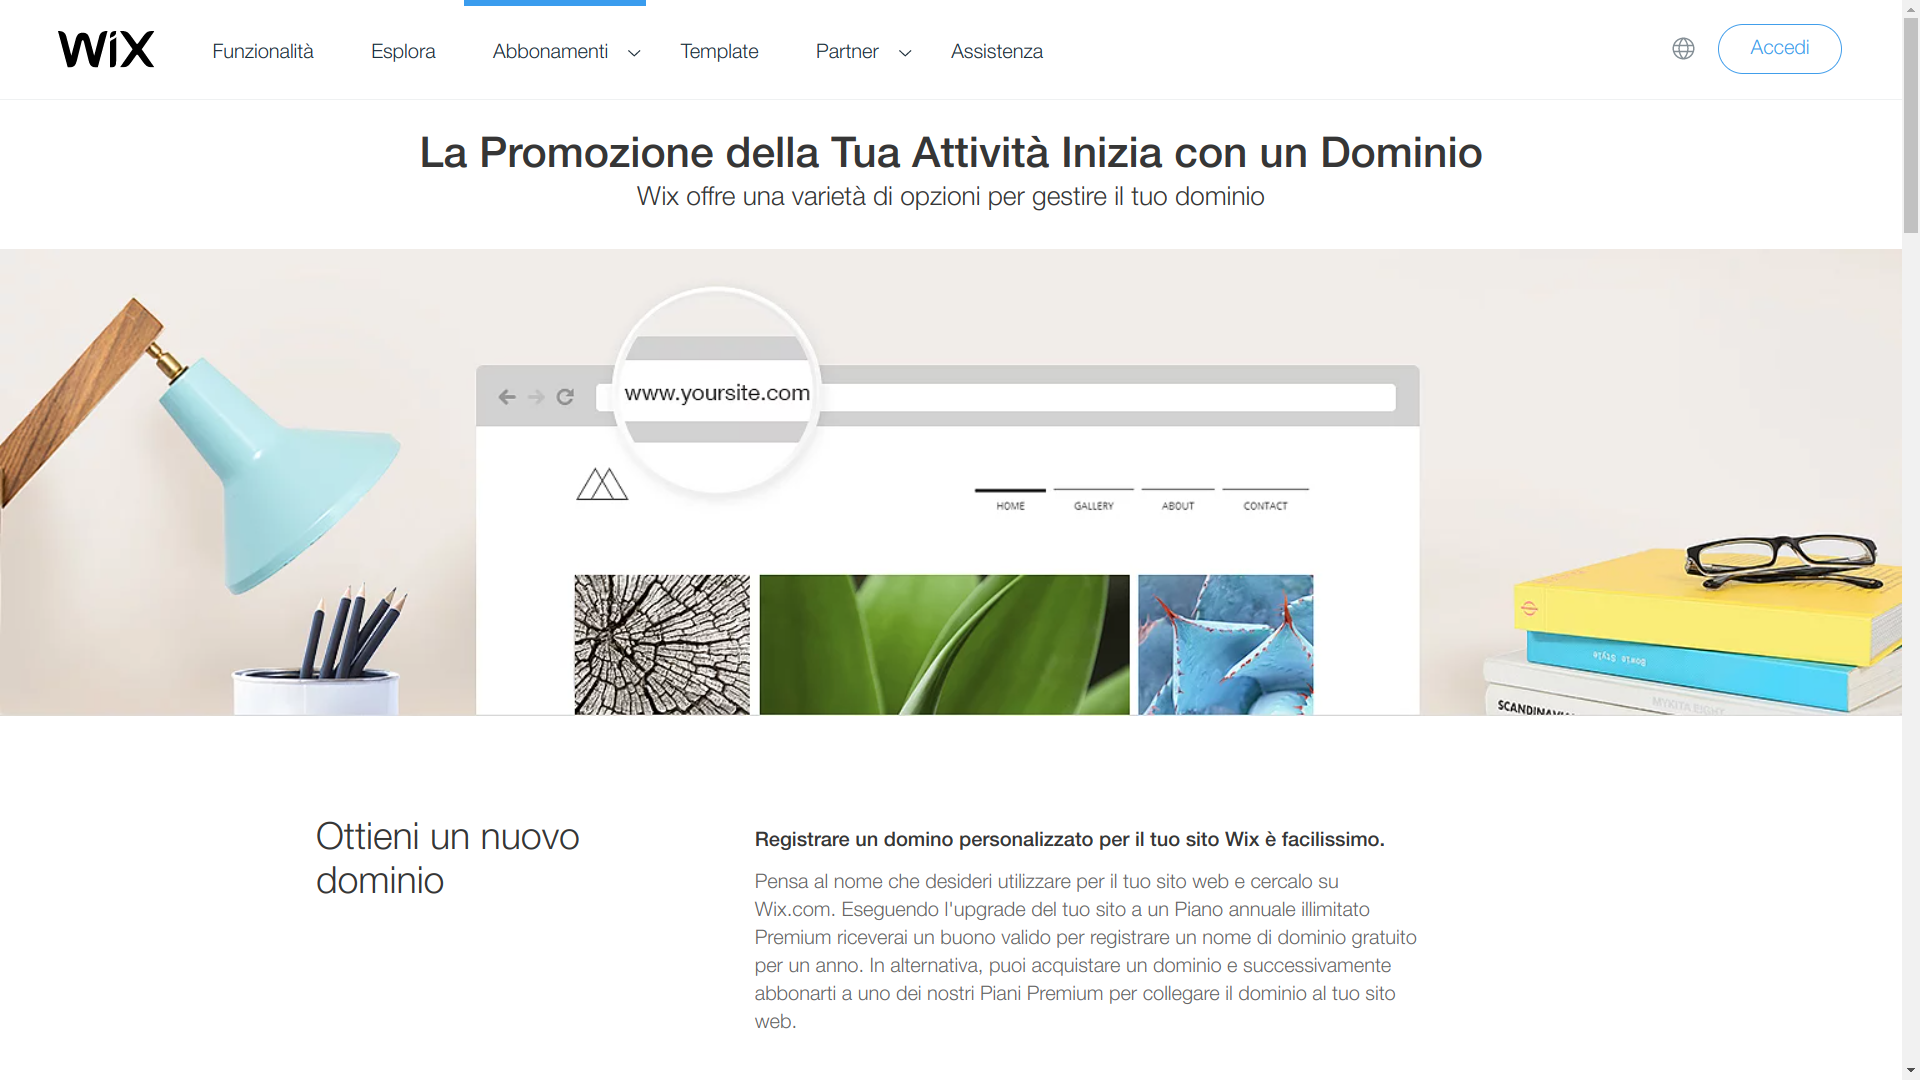 WiX
Funzionalità
Esplora
Abbonamenti
Template
Partner
Assistenza
Accedi
La Promozione della Tua Attività Inizia con un Dominio
Wix offre una varietà di opzioni per gestire il tuo dominio
www.yoursite.com
HOME
GALLERY
ABOUT
CONTACT
Bowie Style
MYKITA EIGHT
SCANDINAVIA
Ottieni un nuovo
dominio
Registrare un domino personalizzato per il tuo sito Wix è facilissimo.
Pensa al nome che desideri utilizzare per il tuo sito web e cercalo su
Wix.com. Eseguendo l'upgrade del tuo sito a un Piano annuale illimitato
Premium riceverai un buono valido per registrare un nome di dominio gratuito
per un anno. In alternativa, puoi acquistare un dominio e successivamente
abbonarti a uno dei nostri Piani Premium per collegare il dominio al tuo sito
web.